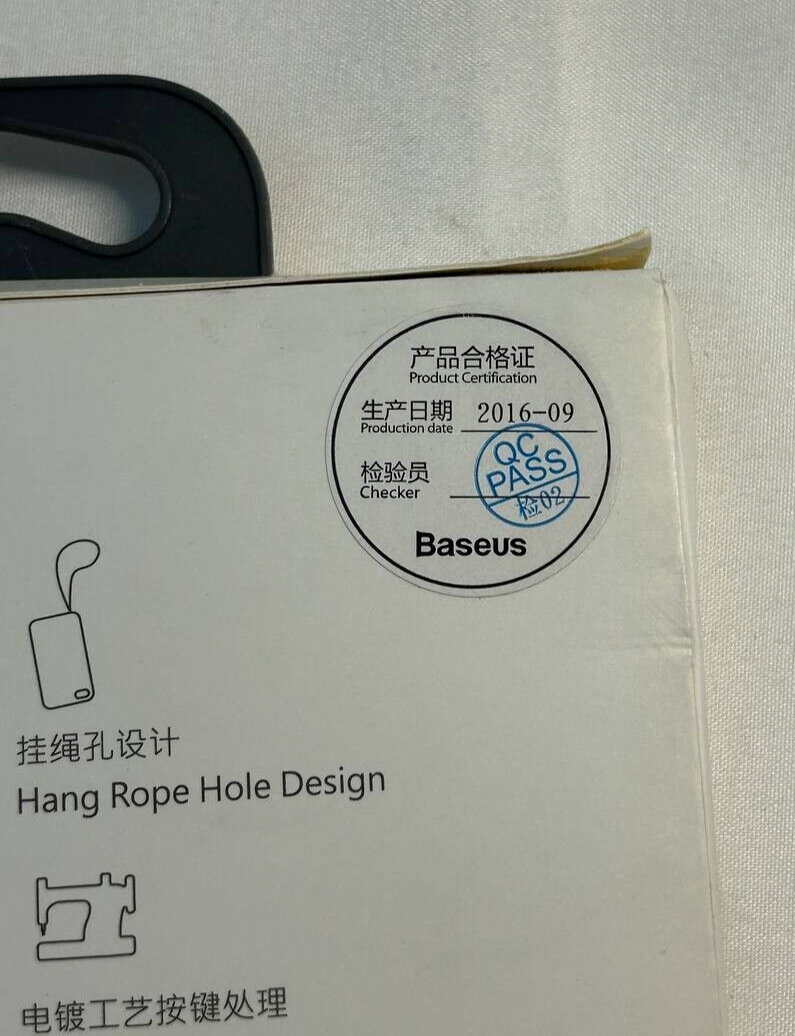 产品合格证
Product Certification
生产日期 2016-09
Production date
QC
PASS
检验员
Checker
检02
Baseus
挂绳孔设计
Hang Rope Hole Design
电镀工艺按键处理